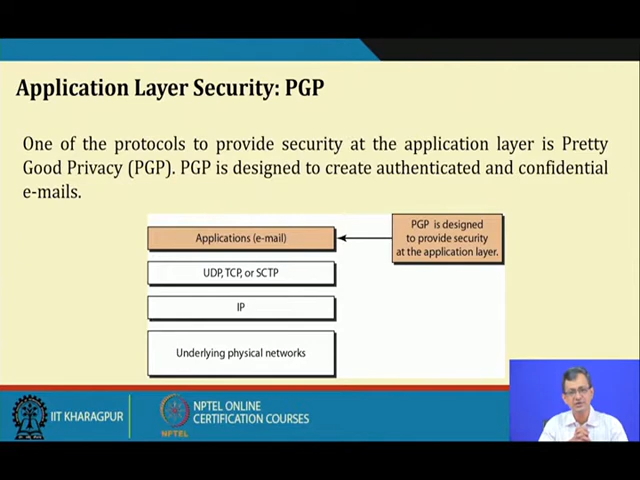 Application Layer Security: PGP
One of the protocols to provide security at the application layer is Pretty
Good Privacy (PGP). PGP is designed to create authenticated and confidential
e-mails.
Applications (e-mail)
PGP is designed
to provide security
at the application layer.
UDP, TCP, or SCTP
IP
Underlying physical networks
IIT KHARAGPUR
NPTEL
NPTEL ONLINE
CERTIFICATION COURSES